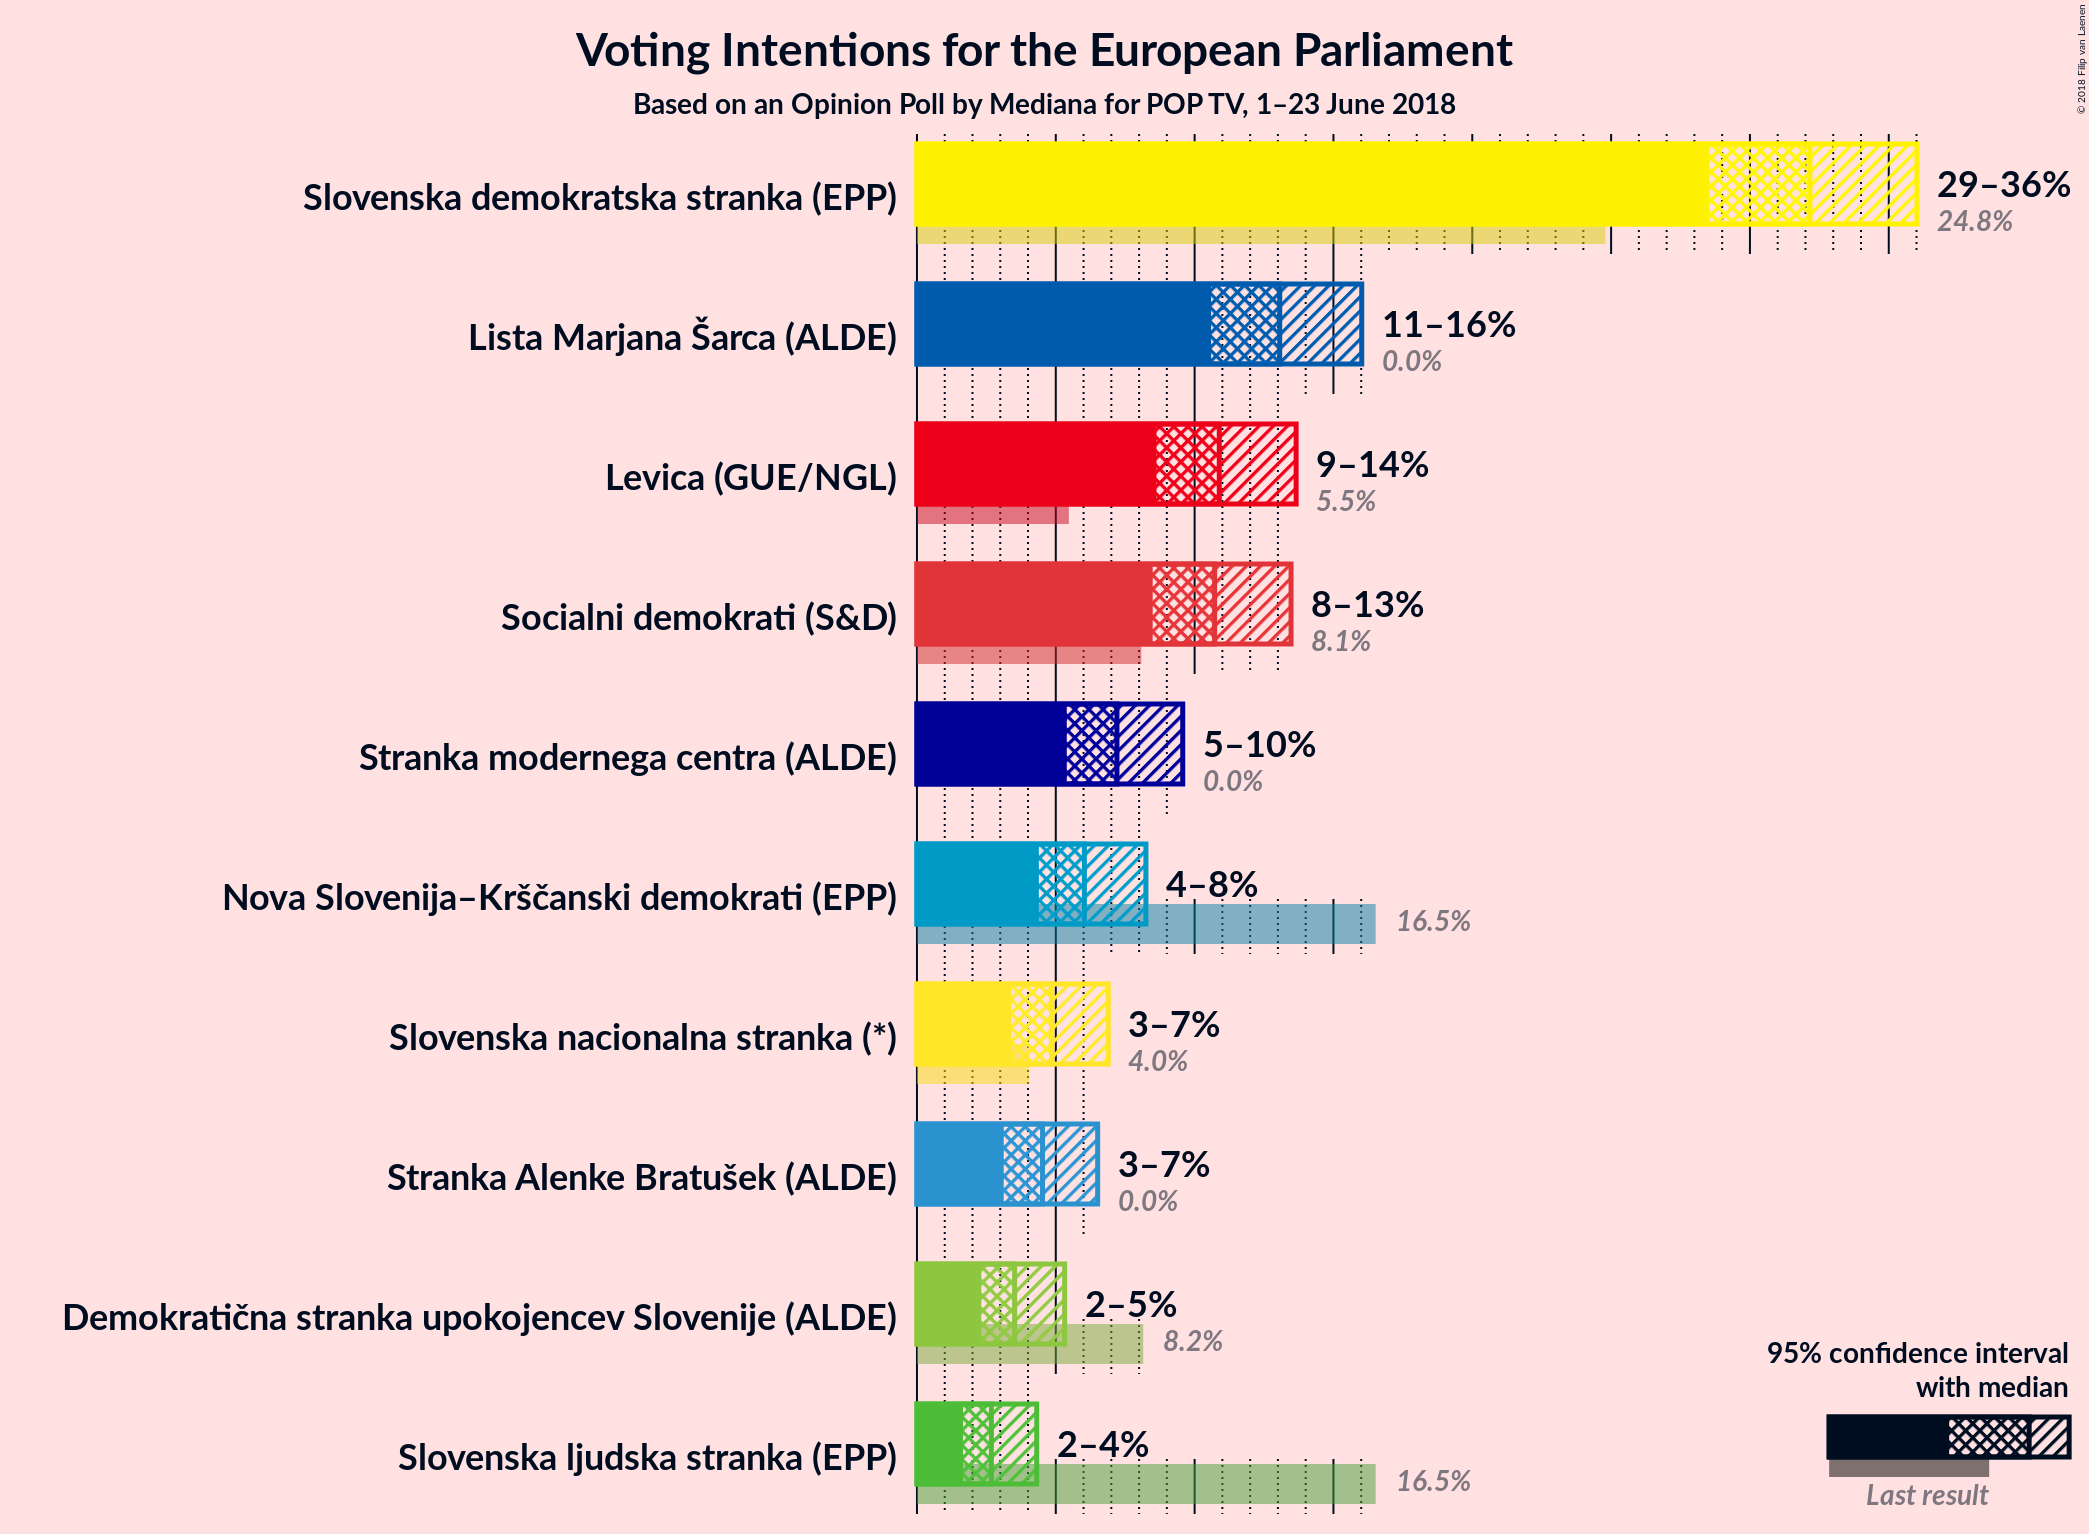 Voting Intentions for the European Parliament
Based on an Opinion Poll by Mediana for POP TV, 1–23 June 2018
© 2018 Filip van Laenen
Slovenska demokratska stranka (EPP)
29–36%
24.8%
Lista Marjana Šarca (ALDE)
11–16%
0.0%
Levica (GUE/NGL)
9–14%
5.5%
Socialni demokrati (S&D)
8–13%
8.1%
Stranka modernega centra (ALDE)
5–10%
0.0%
Nova Slovenija–Krščanski demokrati (EPP)
4–8%
16.5%
Slovenska nacionalna stranka (*)
3–7%
4.0%
Stranka Alenke Bratušek (ALDE)
3–7%
0.0%
Demokratična stranka upokojencev Slovenije (ALDE)
2–5%
8.2%
Slovenska ljudska stranka (EPP)
2–4%
16.5%
95% confidence interval
with median
Last result